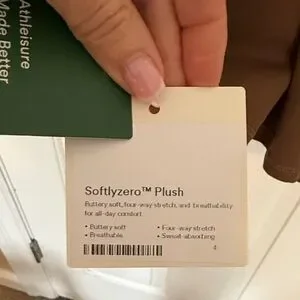 Athleisure
Made Better
Softlyzero™ Plush
Buttery soft, four-way stretch, and breathability
for all-day comfort
• Buttery soft
• Four-way stretch
• Breathable
• Sweat-absorbing
4